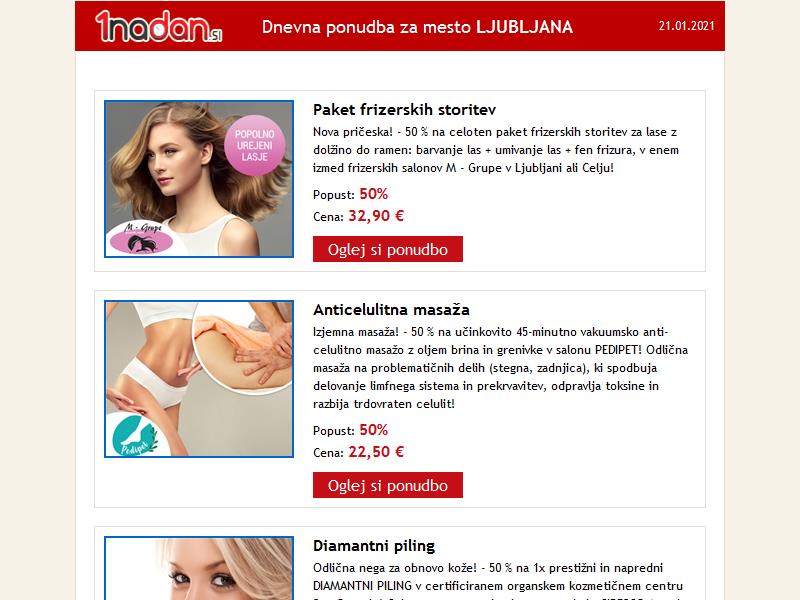 1nadan.si
Dnevna ponudba za mesto LJUBLJANA
21.01.2021
POPOLNO
UREJENI
LASJE
M - Grupe
Paket frizerskih storitev
Nova pričeska! - 50 % na celoten paket frizerskih storitev za lase z
dolžino do ramen: barvanje las + umivanje las + fen frizura, v enem
izmed frizerskih salonov M - Grupe v Ljubljani ali Celju!
Popust: 50%
Cena: 32,90 €
Oglej si ponudbo
Pedipet
Anticelulitna masaža
Izjemna masaža! - 50 % na učinkovito 45-minutno vakuumsko anti-
celulitno masažo z oljem brina in grenivke v salonu PEDIPET! Odlična
masaža na problematičnih delih (stegna, zadnjica), ki spodbuja
delovanje limfnega sistema in prekrvavitev, odpravlja toksine in
razbija trdovraten celulit!
Popust: 50%
Cena: 22,50 €
Oglej si ponudbo
Diamantni piling
Odlična nega za obnovo kože! - 50 % na 1x prestižni in napredni
DIAMANTNI PILING v certificiranem organskem kozmetičnem centru